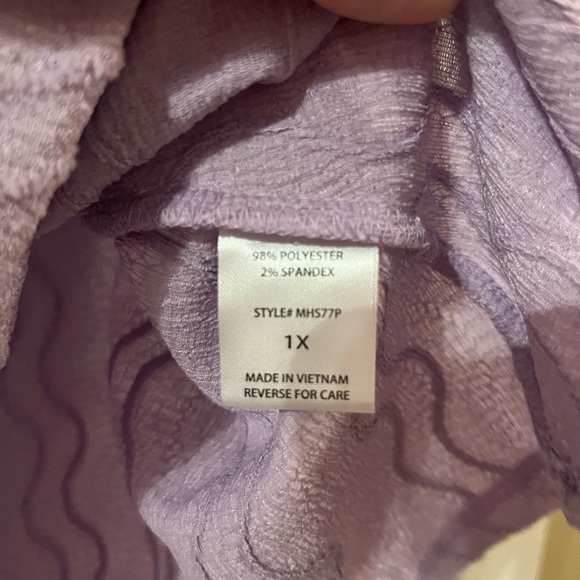 98% POLYESTER
2% SPANDEX
STYLE# MHS77P
1X
MADE IN VIETNAM
REVERSE FOR CARE